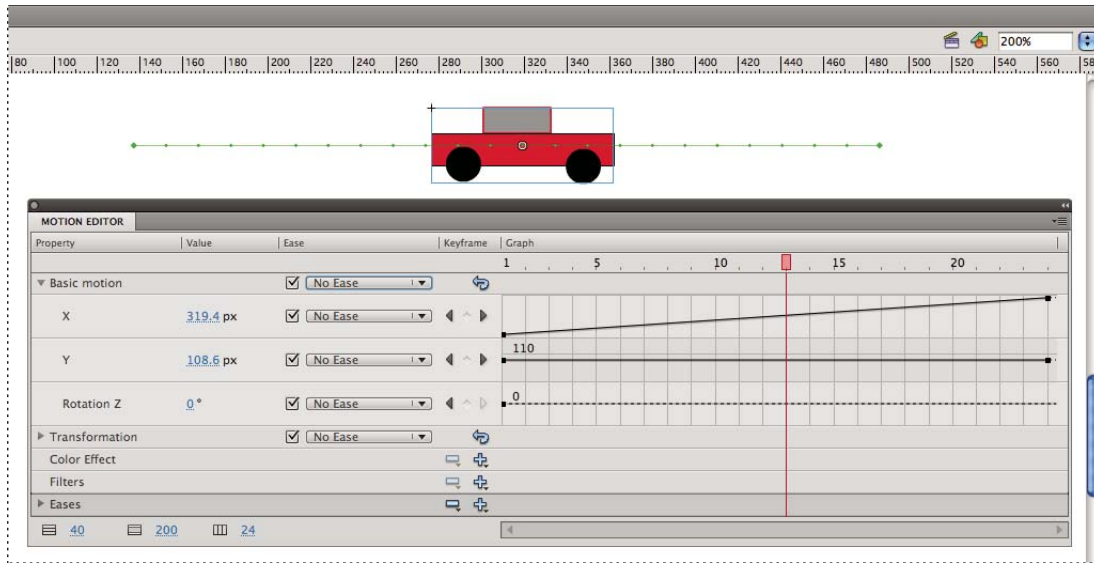 200%
80 100 120 140 160 180 200 220 240 260 280 300 320 340 360 380 400 420 440 460 480 500 520 540 560 58
MOTION EDITOR
Property Value Ease Keyframe Graph
1 5 10 15 20
Basic motion No Ease
X 319.4 px No Ease
110
Y 108.6 px No Ease
0
Rotation Z 0° No Ease
Transformation No Ease
Color Effect
Filters
Eases
40 200 24